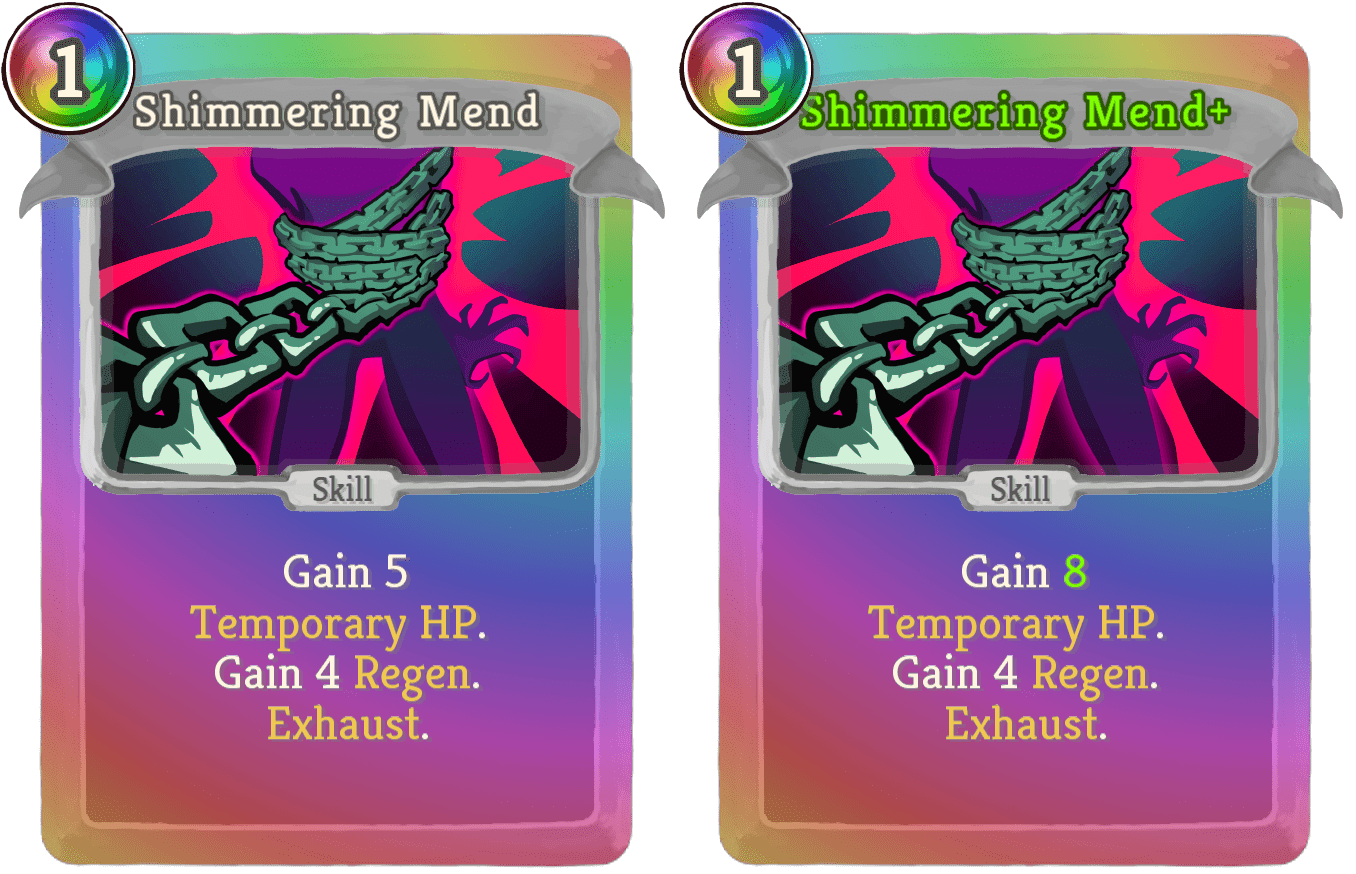 1
Shimmering Mend
Skill
Gain 5
Temporary HP.
Gain 4 Regen.
Exhaust.
1
Shimmering Mend+
Skill
Gain 8
Temporary HP.
Gain 4 Regen.
Exhaust.